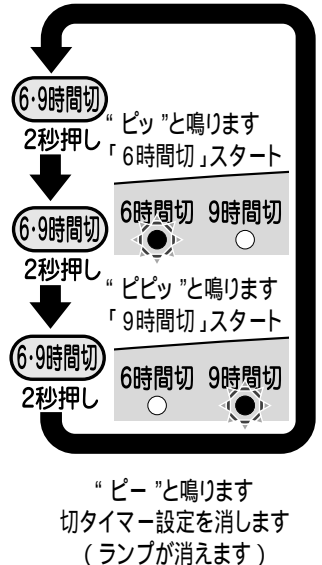 6·9時間切
2秒押し
“ピッ”と鳴ります
「6時間切」スタート
6時間切 9時間切
6·9時間切
2秒押し
“ピピッ”と鳴ります
「9時間切」スタート
6時間切 9時間切
6·9時間切
2秒押し
“ピー”と鳴ります
切タイマー設定を消します
(ランプが消えます)